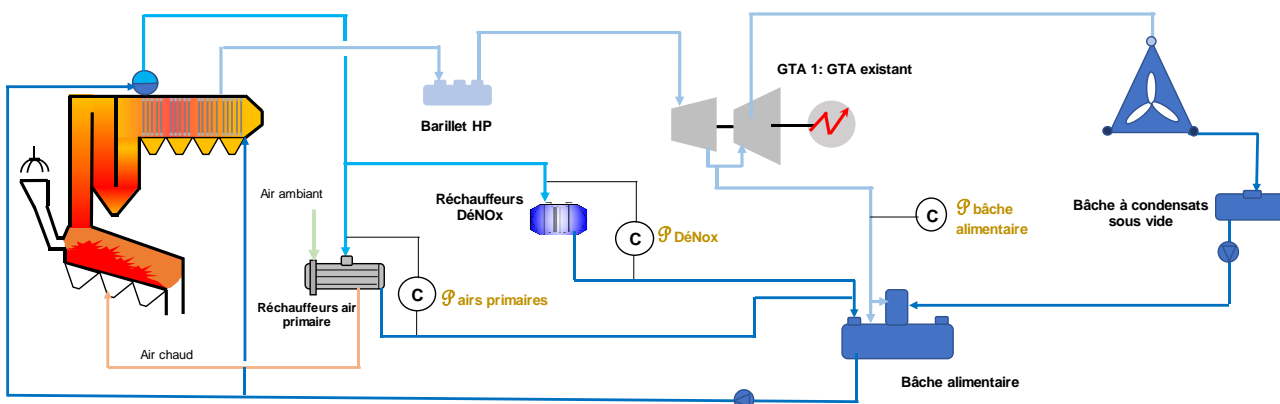 GTA 1: GTA existant
Barillet HP
Air ambiant
Réchauffeurs
DéNOx
C
𝒫 DéNox
C
𝒫 bâche
alimentaire
Bâche à condensats
sous vide
C
𝒫 airs primaires
Réchauffeurs air
primaire
Air chaud
Bâche alimentaire